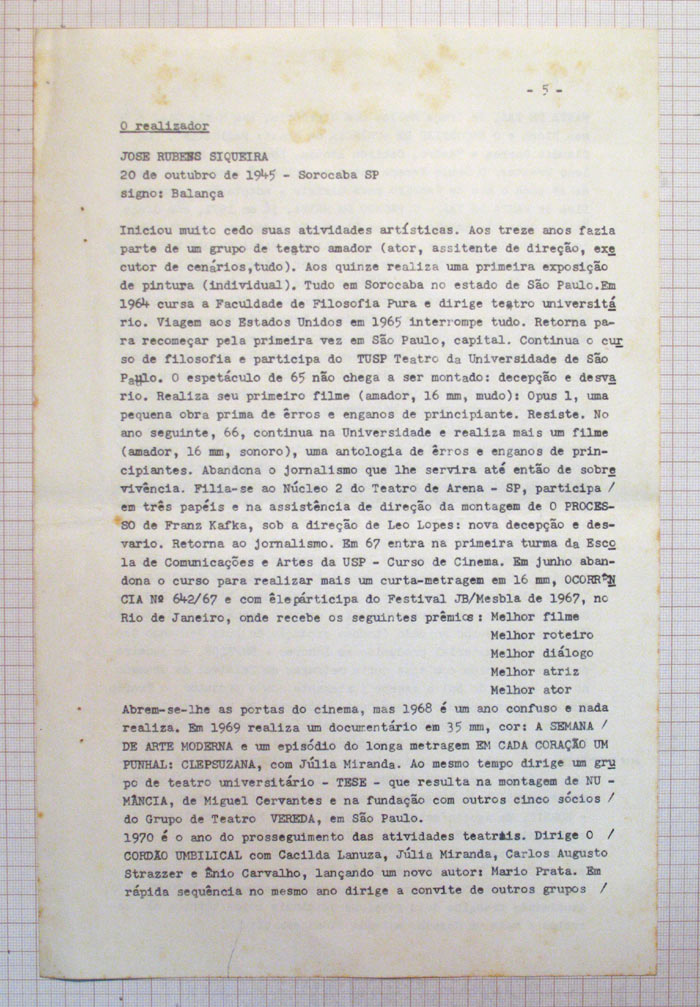 - 5 -
O realizador
JOSE RUBENS SIQUEIRA
20 de outubro de 1945 - Sorocaba SP
signo: Balança
Iniciou muito cedo suas atividades artísticas. Aos treze anos fazia
parte de um grupo de teatro amador (ator, assitente de direção, exe
cutor de cenários,tudo). Aos quinze realiza uma primeira exposição
de pintura (individual). Tudo em Sorocaba no estado de São Paulo.Em
1964 cursa a Faculdade de Filosofia Pura e dirige teatro universitá
rio. Viagem aos Estados Unidos em 1965 interrompe tudo. Retorna pa-
ra recomeçar pela primeira vez em São Paulo, capital. Continua o cur
so de filosofia e participa do TUSP Teatro da Universidade de São
Paulo. O espetáculo de 65 não chega a ser montado: decepção e desva
rio. Realiza seu primeiro filme (amador, 16 mm, mudo): Opus 1, uma
pequena obra prima de êrros e enganos de principiante. Resiste. No
ano seguinte, 66, continua na Universidade e realiza mais um filme
(amador, 16 mm, sonoro), uma antologia de êrros e enganos de prin-
cipiantes. Abandona o jornalismo que lhe servira até então de sobre
vivência. Filia-se ao Núcleo 2 do Teatro de Arena - SP, participa /
em três papéis e na assistência de direção da montagem de O PROCES-
SO de Franz Kafka, sob a direção de Leo Lopes: nova decepção e des-
vario. Retorna ao jornalismo. Em 67 entra na primeira turma da Esco
la de Comunicações e Artes da USP - Curso de Cinema. Em junho aban-
dona o curso para realizar mais um curta-metragem em 16 mm, OCORRÊN
CIA Nº 642/67 e com êlepárticipa do Festival JB/Mesbla de 1967, no
Rio de Janeiro, onde recebe os seguintes prêmios: Melhor filme
Melhor roteiro
Melhor diálogo
Melhor atriz
Melhor ator
Abrem-se-lhe as portas do cinema, mas 1968 é um ano confuso e nada
realiza. Em 1969 realiza um documentário em 35 mm, cor: A SEMANA /
DE ARTE MODERNA e um episódio do longa metragem EM CADA CORAÇÃO UM
PUNHAL: CLEPSUZANA, com Júlia Miranda. Ao mesmo tempo dirige um gru
po de teatro universitário - TESE - que resulta na montagem de NU -
MÂNCIA, de Miguel Cervantes e na fundação com outros cinco sócios /
do Grupo de Teatro VEREDA, em São Paulo.
1970 é o ano do prosseguimento das atividades teatrais. Dirige O /
CORDÃO UMBILICAL com Cacilda Lanuza, Júlia Miranda, Carlos Augusto
Strazzer e Ênio Carvalho, lançando um novo autor: Mario Prata. Em
rápida sequência no mesmo ano dirige a convite de outros grupos /